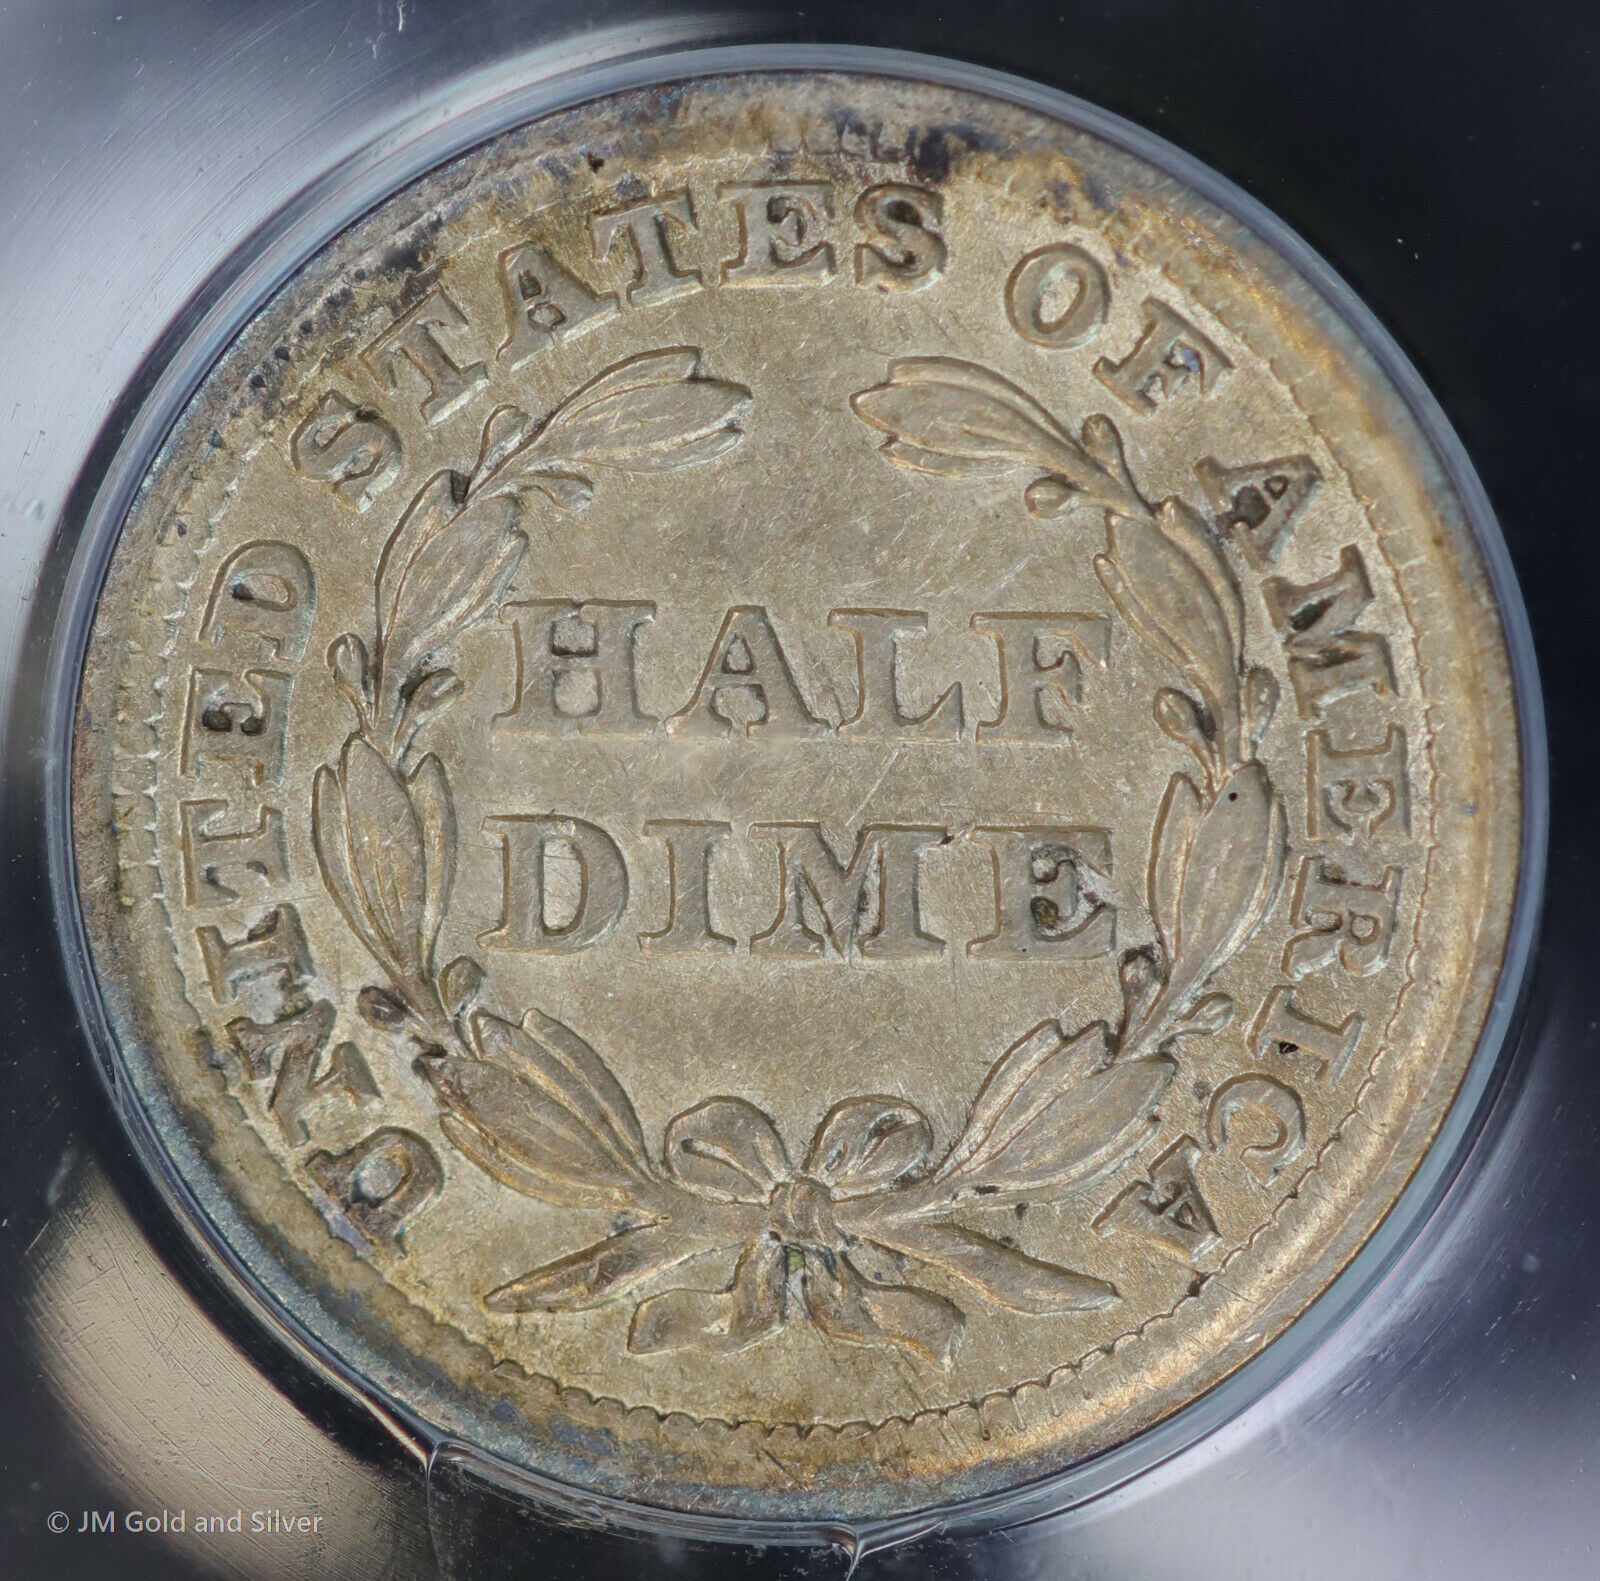 UNITED STATES OF AMERICA
HALF
DIME
© JM Gold and Silver